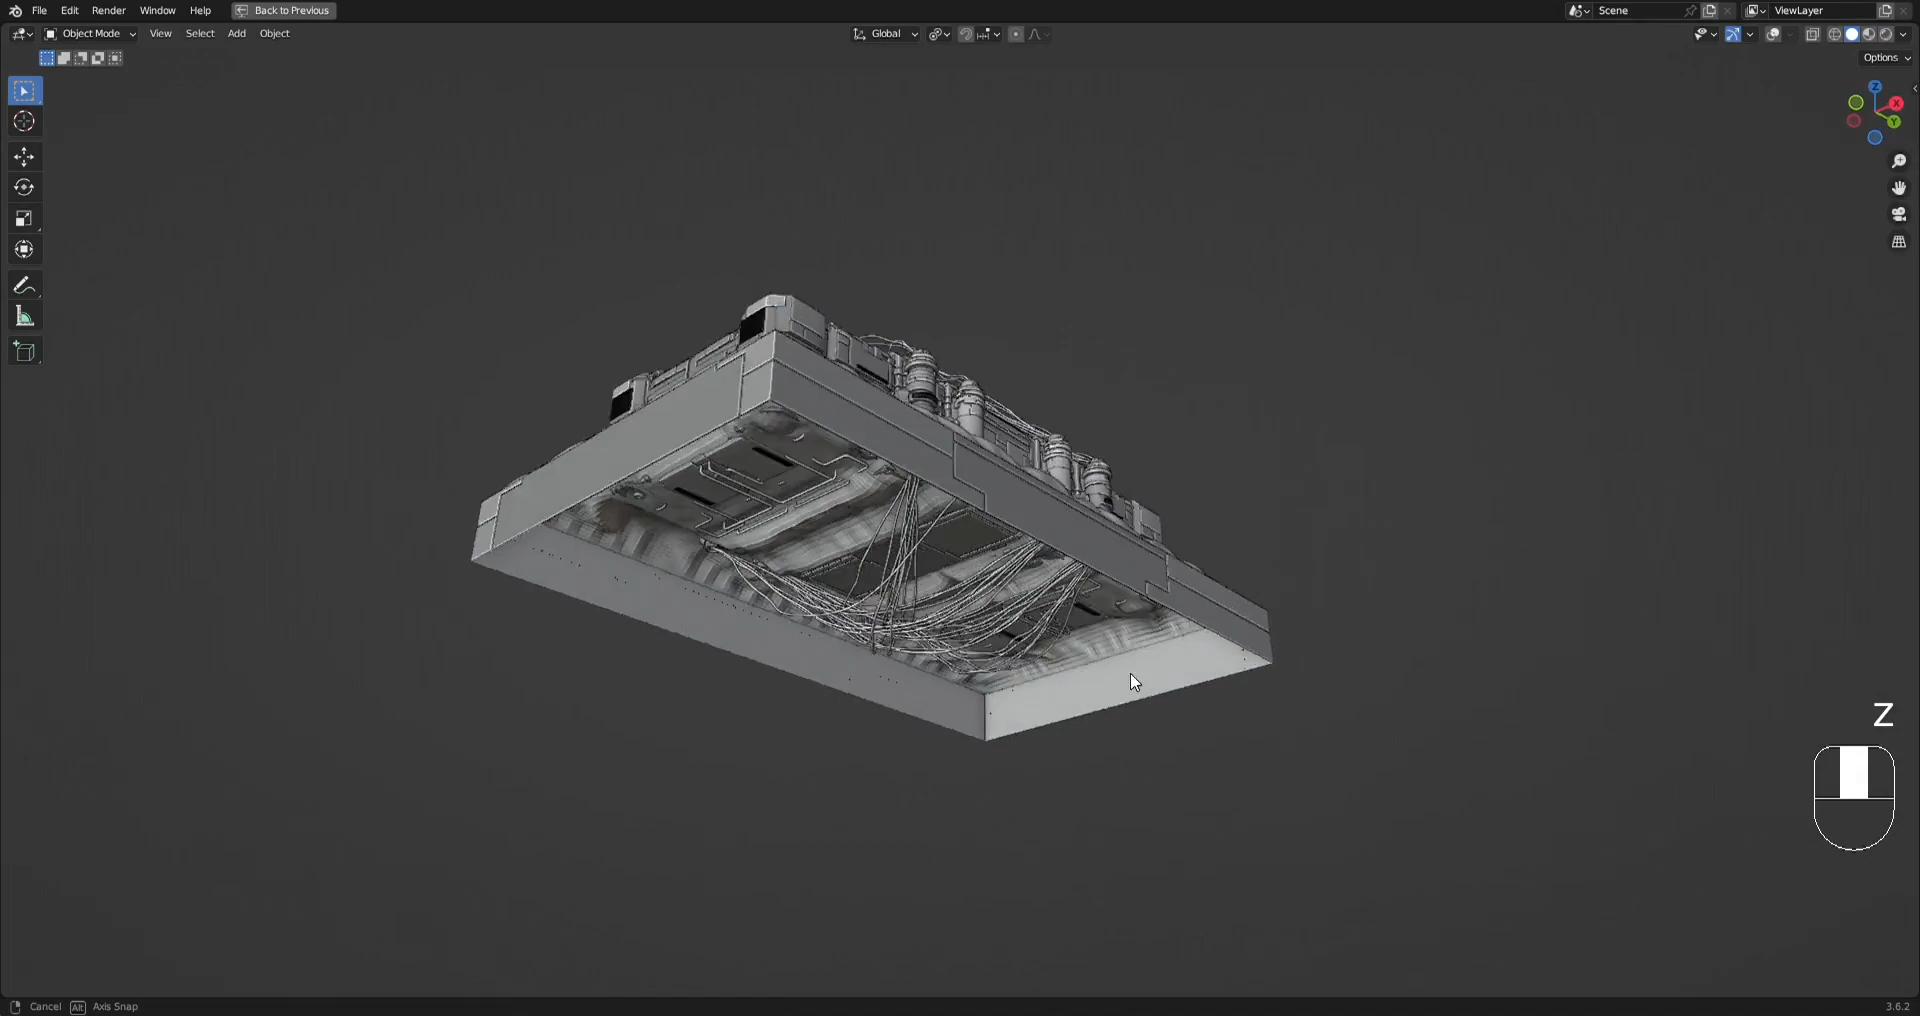 File Edit Render Window Help Back to Previous Scene ViewLayer
Object Mode View Select Add Object Global
Options
Z
X
Y
Z
Cancel Alt Axis Snap 3.6.2